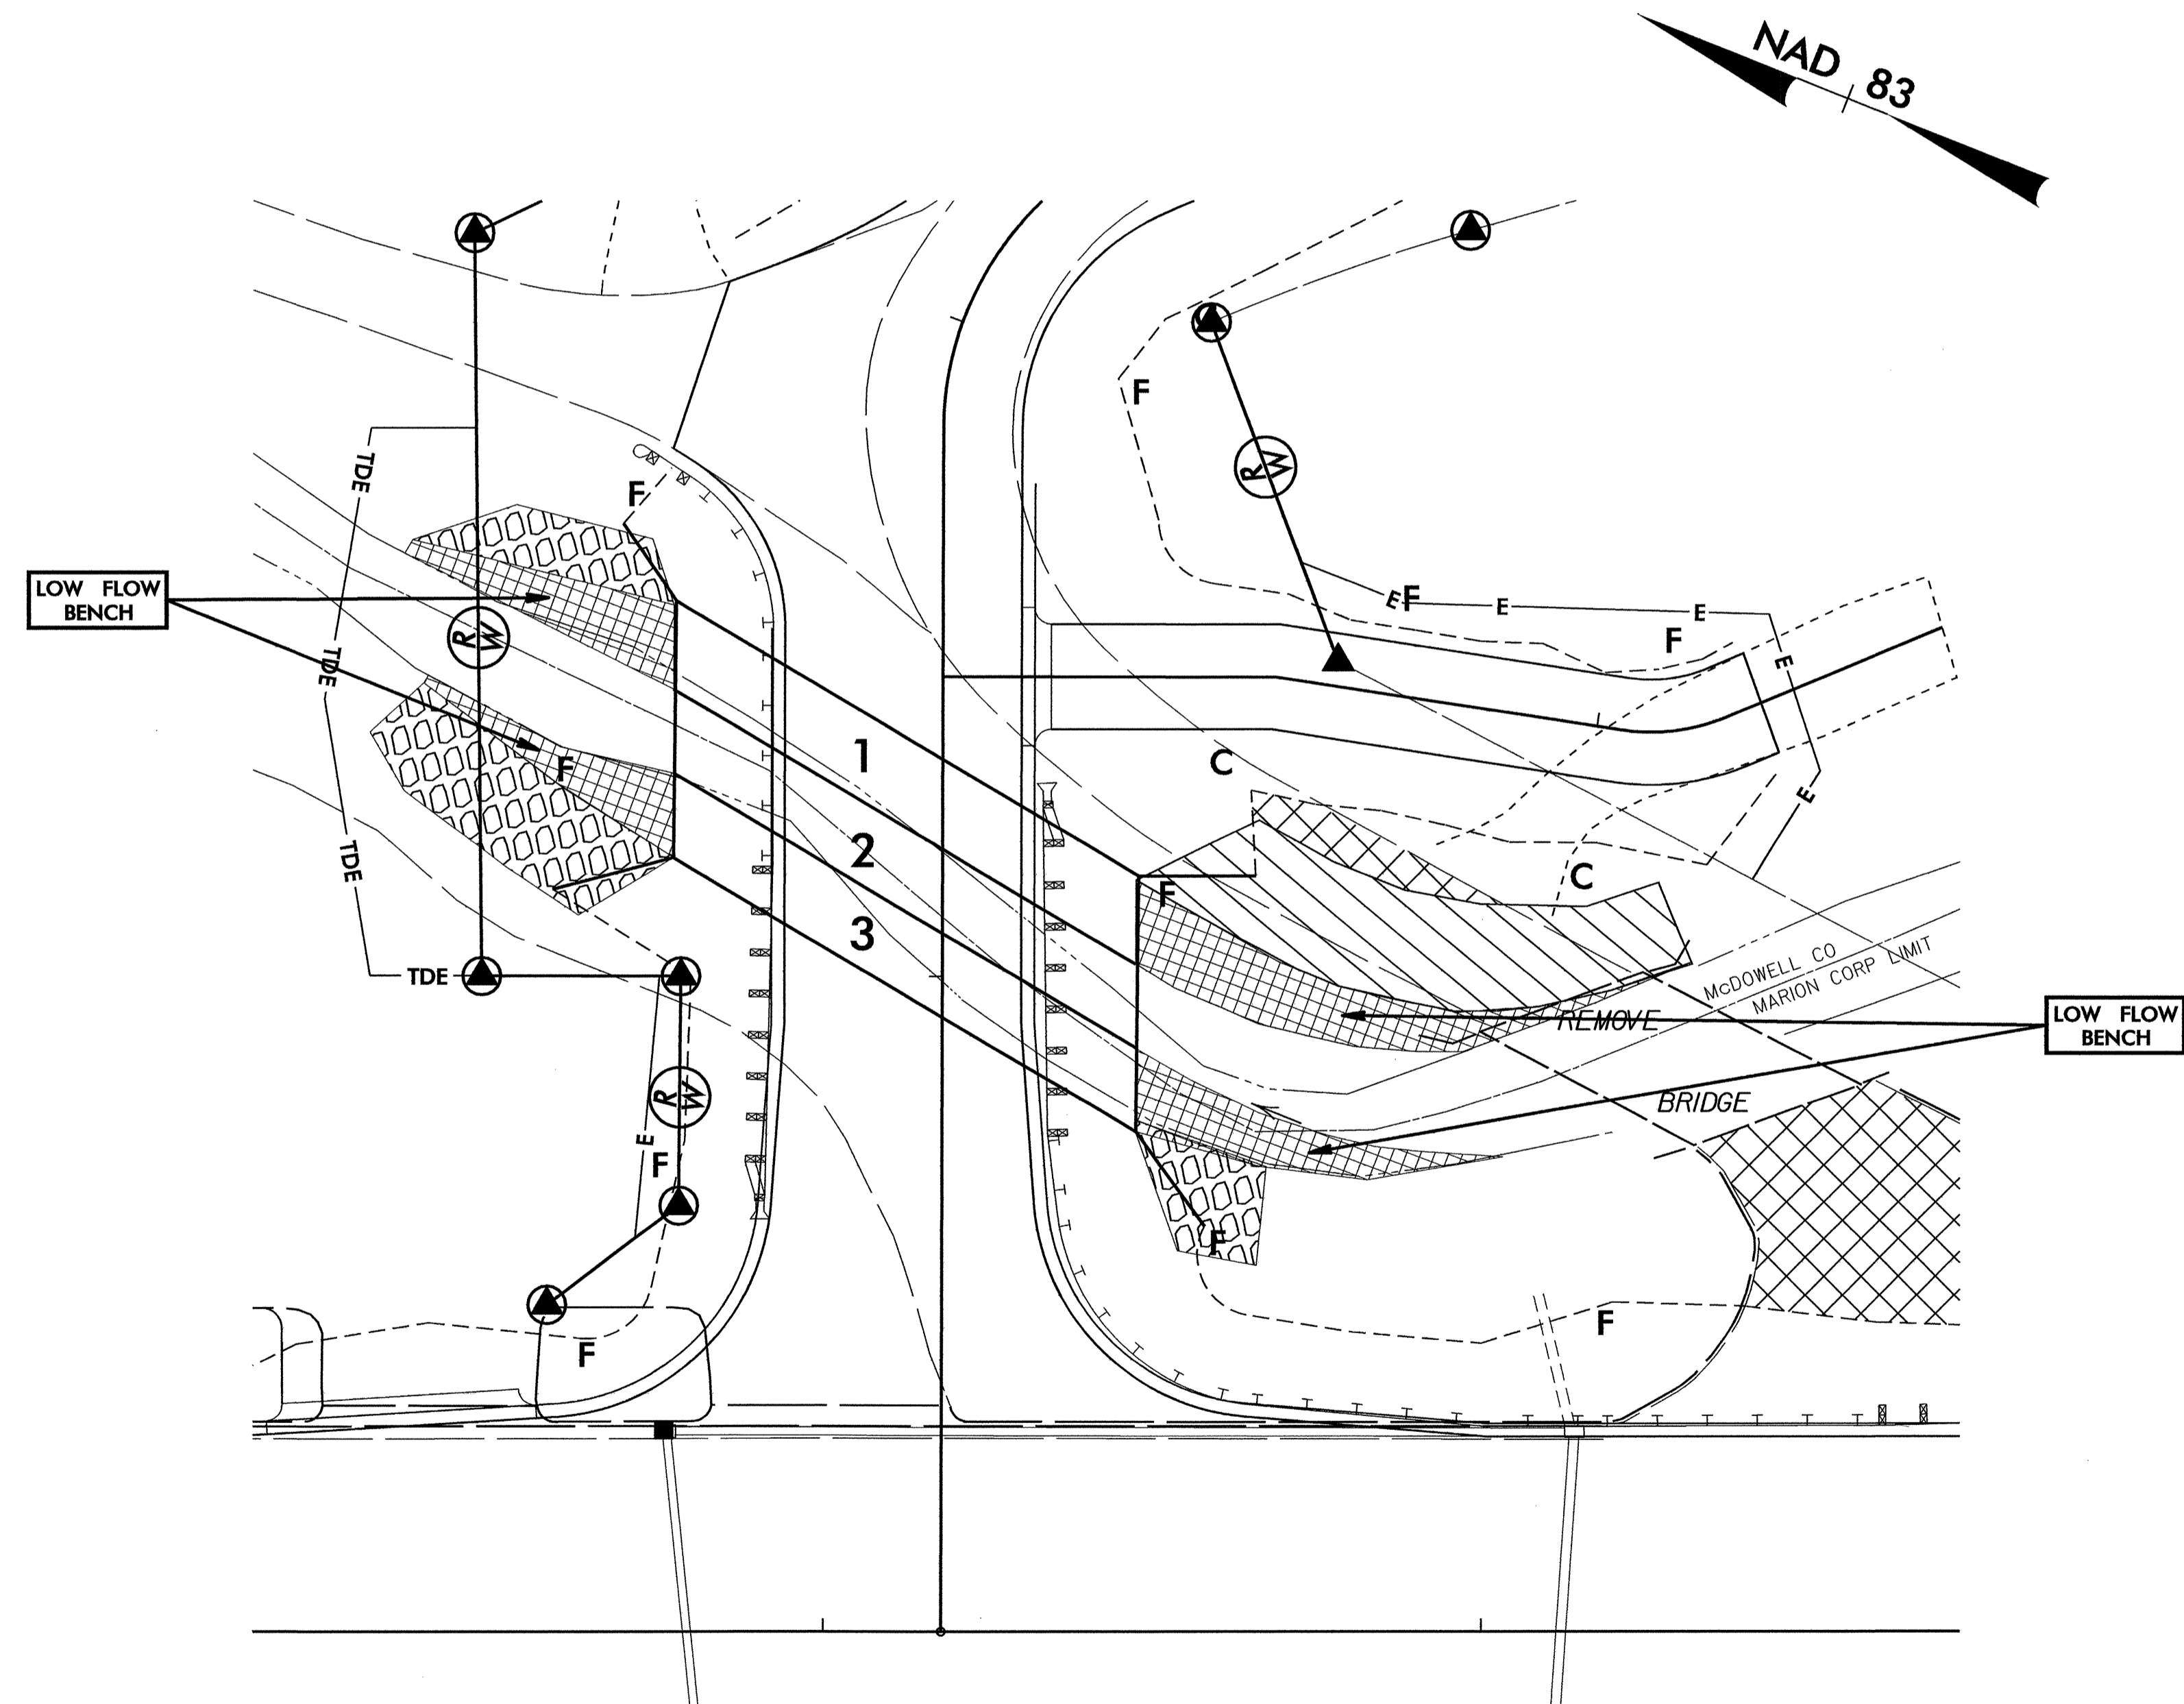 NAD 83
F
R/W
F
TDE
LOW FLOW
BENCH
E
F
E
E
R/W
F
TDE
E
1
C
F
E
2
TDE
C
F
3
McDOWELL CO
MARION CORP LIMIT
TDE
REMOVE
LOW FLOW
BENCH
R/W
BRIDGE
E
F
F
F
F